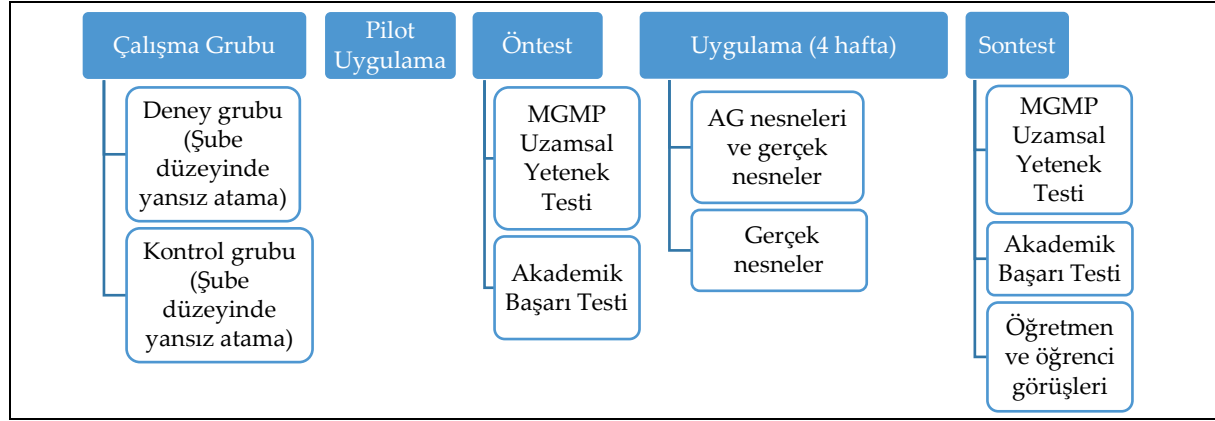 Çalışma Grubu
Deney grubu
(Şube
düzeyinde
yansız atama)
Kontrol grubu
(Şube
düzeyinde
yansız atama)
Pilot
Uygulama
Öntest
MGMP
Uzamsal
Yetenek
Testi
Akademik
Başarı Testi
Uygulama (4 hafta)
AG nesneleri
ve gerçek
nesneler
Gerçek
nesneler
Sontest
MGMP
Uzamsal
Yetenek
Testi
Akademik
Başarı Testi
Öğretmen
ve öğrenci
görüşleri